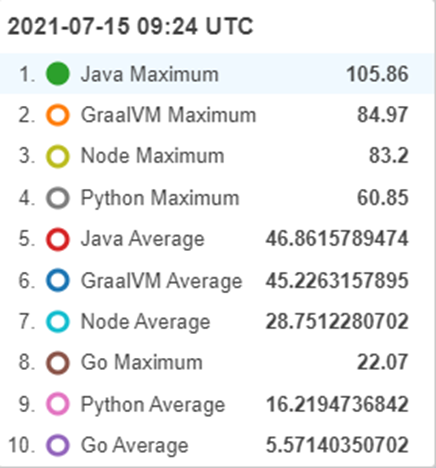 2021-07-15 09:24 UTC
1. Java Maximum 105.86
2. GraalVM Maximum 84.97
3. Node Maximum 83.2
4. Python Maximum 60.85
5. Java Average 46.8615789474
6. GraalVM Average 45.2263157895
7. Node Average 28.7512280702
8. Go Maximum 22.07
9. Python Average 16.2194736842
10. Go Average 5.57140350702